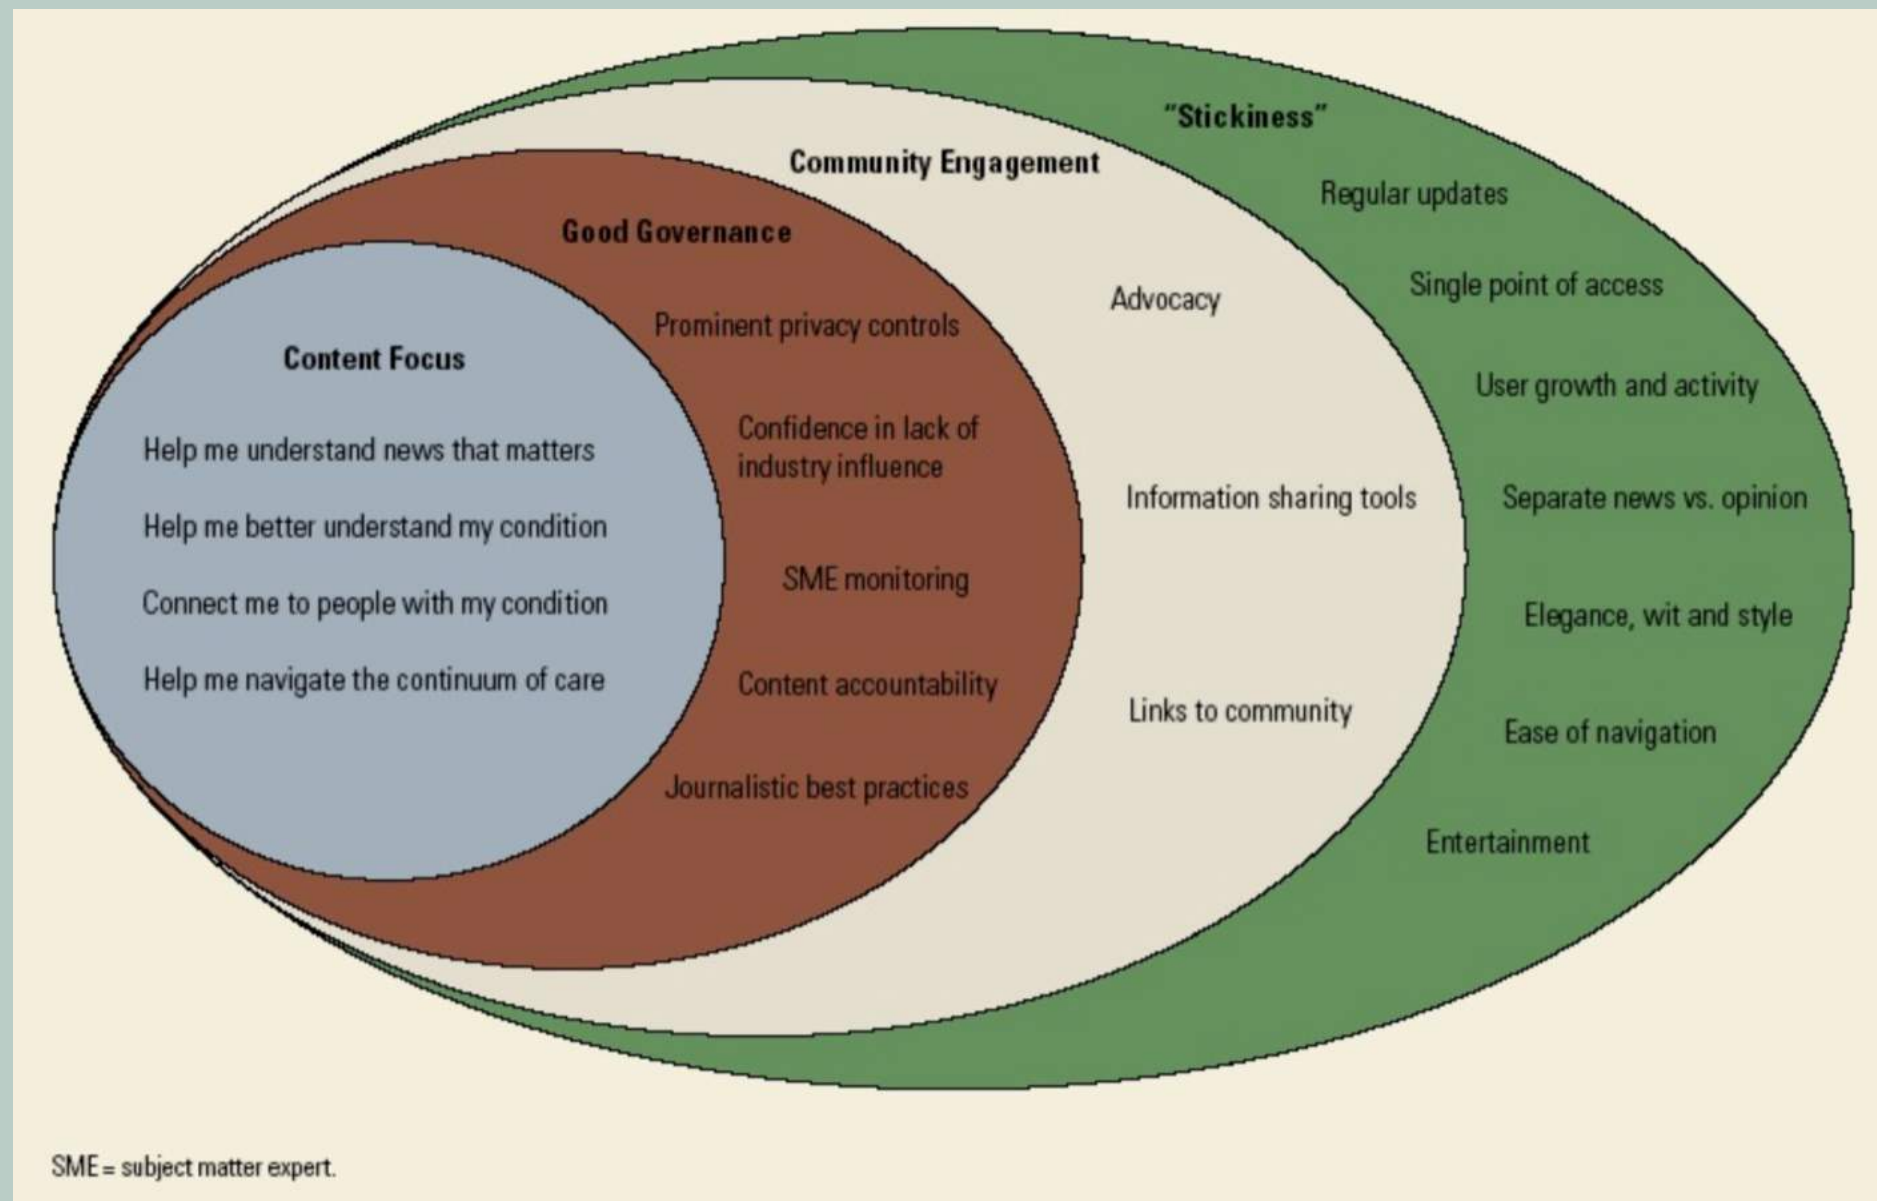 "Stickiness"
Regular updates
Single point of access
User growth and activity
Separate news vs. opinion
Elegance, wit and style
Ease of navigation
Entertainment
Community Engagement
Advocacy
Information sharing tools
Links to community
Good Governance
Prominent privacy controls
Confidence in lack of
industry influence
SME monitoring
Content accountability
Journalistic best practices
Content Focus
Help me understand news that matters
Help me better understand my condition
Connect me to people with my condition
Help me navigate the continuum of care
SME = subject matter expert.